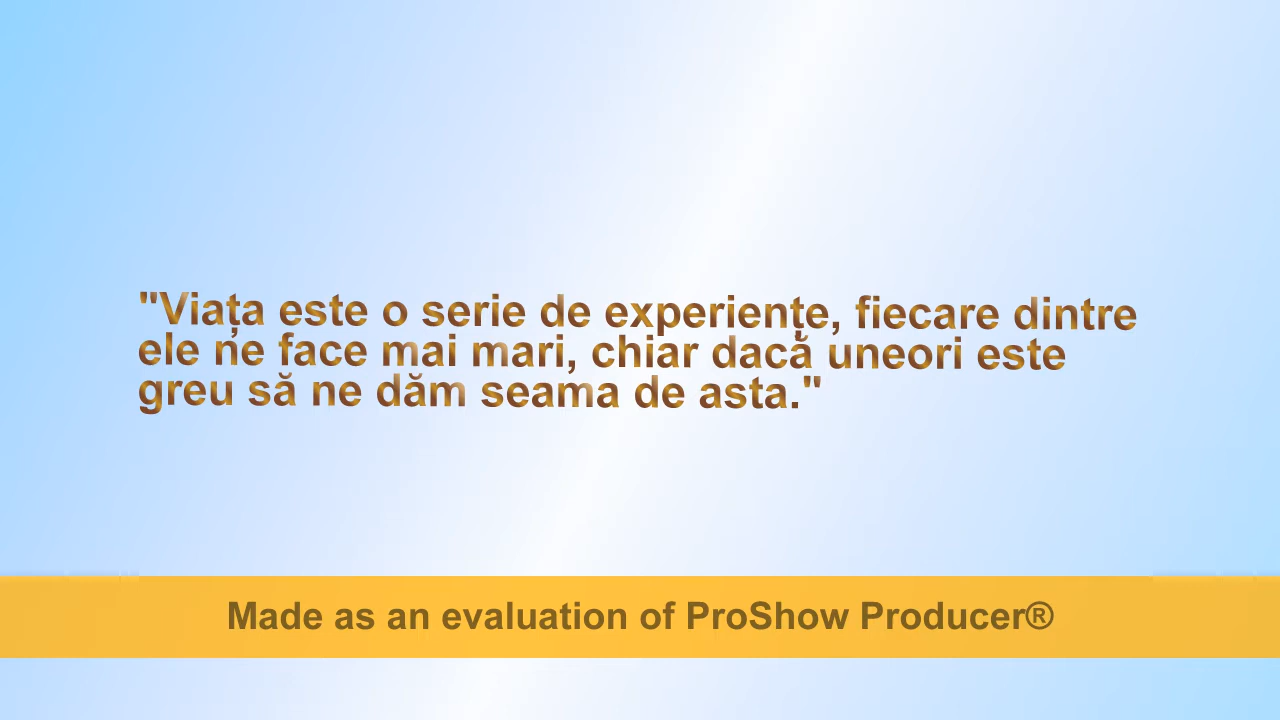 "Viața este o serie de experiențe, fiecare dintre
ele ne face mai mari, chiar dacă uneori este
greu să ne dăm seama de asta."
Made as an evaluation of ProShow Producer®